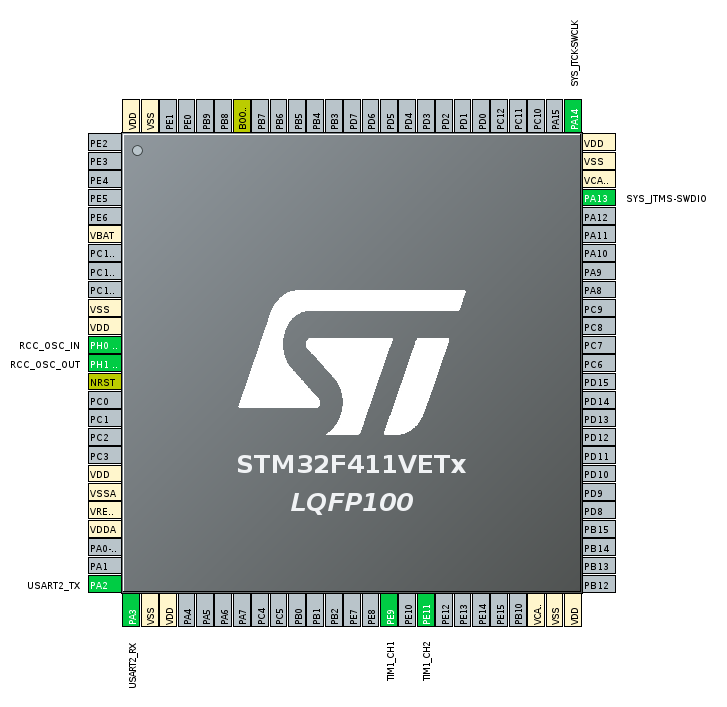 SYS_JTCK-SWCLK
VDD
VSS
PE1
PE0
PB9
PB8
BOO..
PB7
PB6
PB5
PB4
PB3
PD7
PD6
PD5
PD4
PD3
PD2
PD1
PD0
PC12
PC11
PC10
PA15
PA14
PE2
PE3
PE4
PE5
PE6
VBAT
PC1..
PC1..
PC1..
VSS
VDD
RCC_OSC_IN PH0 ..
RCC_OSC_OUT PH1 ..
NRST
PC0
PC1
PC2
PC3
VDD
VSSA
VRE..
VDDA
PA0-..
PA1
USART2_TX PA2
VDD
VSS
VCA..
PA13 SYS_JTMS-SWDIO
PA12
PA11
PA10
PA9
PA8
PC9
PC8
PC7
PC6
PD15
PD14
PD13
PD12
PD11
PD10
PD9
PD8
PB15
PB14
PB13
PB12
ST
STM32F411VETx
LQFP100
PA3
VSS
VDD
PA4
PA5
PA6
PA7
PC4
PC5
PB0
PB1
PB2
PE7
PE8
PE9
PE10
PE11
PE12
PE13
PE14
PE15
PB10
VCA..
VSS
VDD
USART2_RX
TIM1_CH1
TIM1_CH2